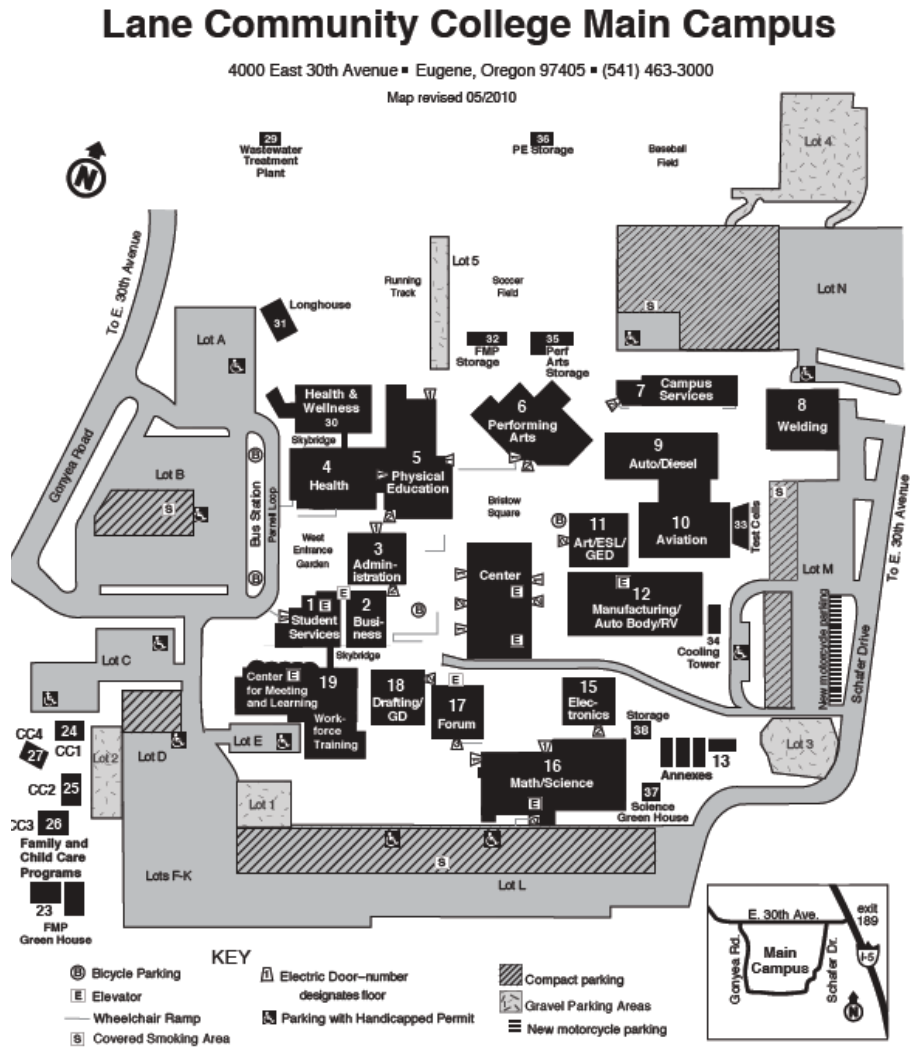 Lane Community College Main Campus
4000 East 30th Avenue ▪ Eugene, Oregon 97405 ▪ (541) 463-3000
Map revised 05/2010
N
29
Wastewater
Treatment
Plant
36
PE Storage
Baseball
Field
Lot 4
To E. 30th Avenue
Lot 5
Running
Track
Soccer
Field
Lot N
S
Longhouse
31
Lot A
32
FMP
Storage
35
Perf
Arts
Storage
Health &
Wellness
30
Skybridge
6
Performing
Arts
7
Campus
Services
8
Welding
Gonyea Road
Lot B
S
B
Bus Station
Parnell Loop
B
4
Health
5
Physical
Education
9
Auto/Diesel
Bristow
Square
B
11
Art/ESL/
GED
10
Aviation
33
Test Cells
S
To E. 30th Avenue
West
Entrance
Garden
1
2
3
Admin-
istration
Center
E
E
E
12
Manufacturing/
Auto Body/RV
Lot M
New motorcycle parking
Schafer Drive
1
E
Student
Services
E
2
Busi-
ness
B
Skybridge
34
Cooling
Tower
Lot C
Center
E
for Meeting
and Learning
19
Work-
force
Training
18
Drafting/
GD
E
17
Forum
15
Elec-
tronics
Storage
38
Annexes
13
Lot 3
CC4
27
24
CC1
CC2
25
CC3
26
Family and
Child Care
Programs
23
FMP
Green House
Lot 2
Lot D
Lot E
Lot 1
16
Math/Science
E
37
Science
Green House
Lots F-K
S
Lot L
E. 30th Ave.
exit
189
Gonyea Rd.
Main
Campus
Schafer Dr.
I-5
N
KEY
B Bicycle Parking
E Elevator
Wheelchair Ramp
S Covered Smoking Area
1 Electric Door–number
designates floor
Parking with Handicapped Permit
Compact parking
Gravel Parking Areas
New motorcycle parking